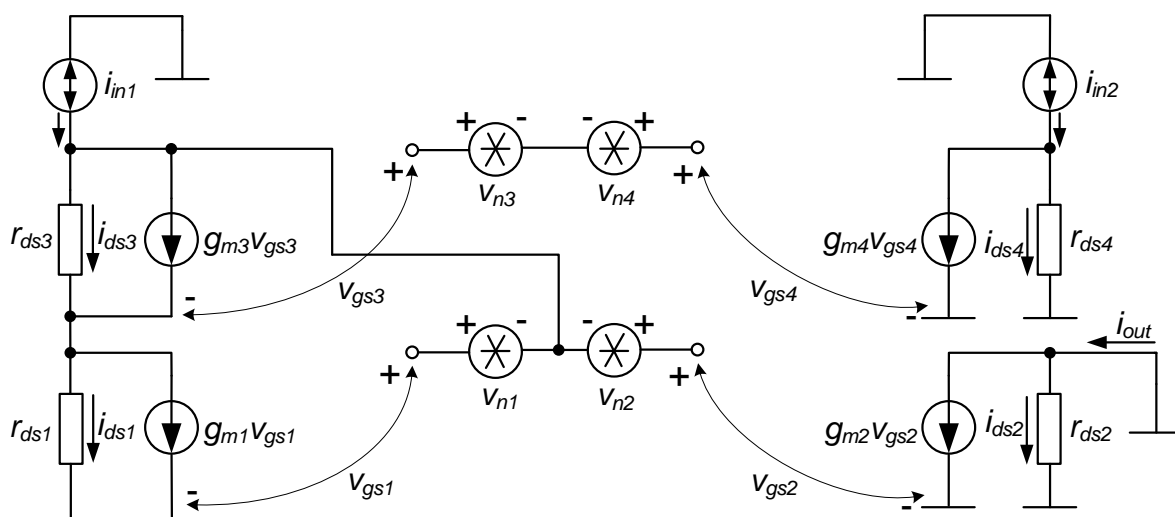 i_in1
i_in2
+ - - +
+ +
v_n3 v_n4
r_ds3 i_ds3 g_m3v_gs3
g_m4v_gs4 i_ds4 r_ds4
v_gs3 v_gs4
- -
i_out
+ - - +
+ +
v_n1 v_n2
r_ds1 i_ds1 g_m1v_gs1
g_m2v_gs2 i_ds2 r_ds2
v_gs1 v_gs2
- -